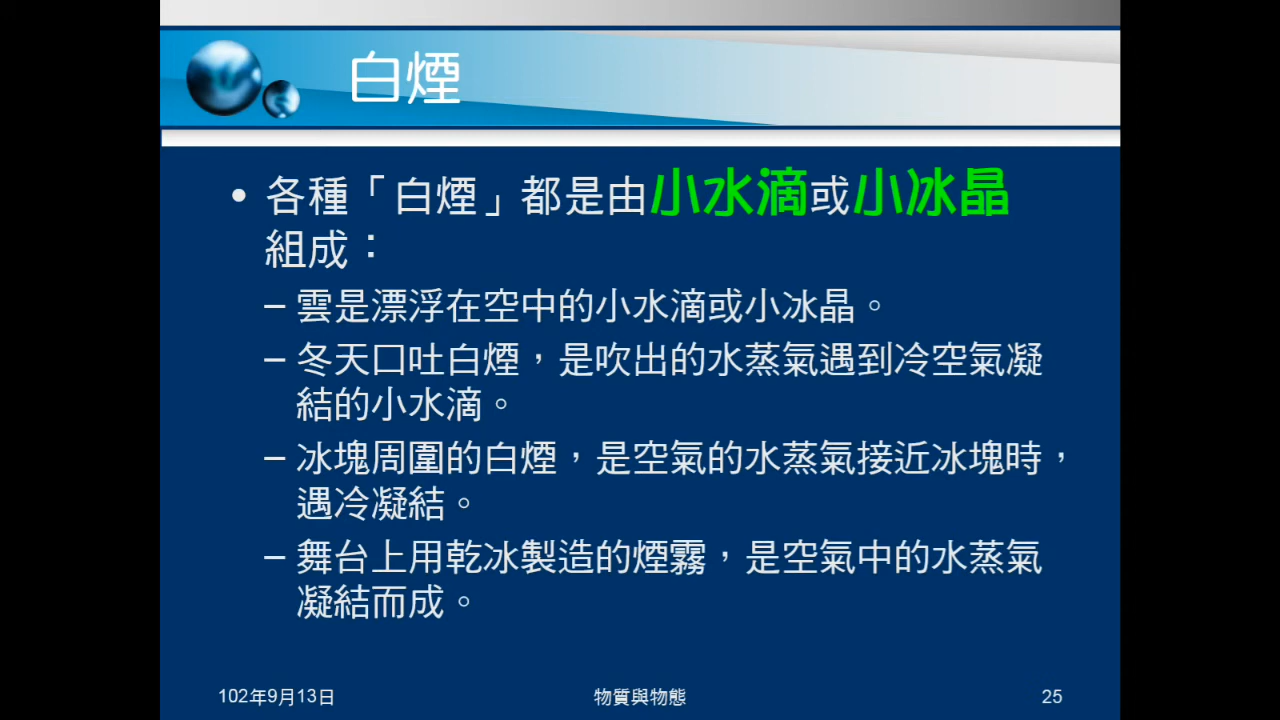 白煙
• 各種「白煙」都是由小水滴或小冰晶
組成：
– 雲是漂浮在空中的小水滴或小冰晶。
– 冬天口吐白煙，是吹出的水蒸氣遇到冷空氣凝
結的小水滴。
– 冰塊周圍的白煙，是空氣的水蒸氣接近冰塊時，
遇冷凝結。
– 舞台上用乾冰製造的煙霧，是空氣中的水蒸氣
凝結而成。
102年9月13日 物質與物態 25